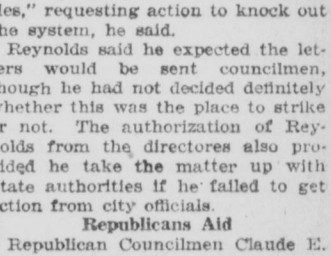 les," requesting action to knock out
he system, he said.
Reynolds said he expected the let-
ers would be sent councilmen,
hough he had not decided definitely
hether this was the place to strike
r not. The authorization of Rey-
olds from the directores also pro-
ided he take the matter up with
tate authorities if he failed to get
ction from city officials.
Republicans Aid
Republican Councilmen Claude E.